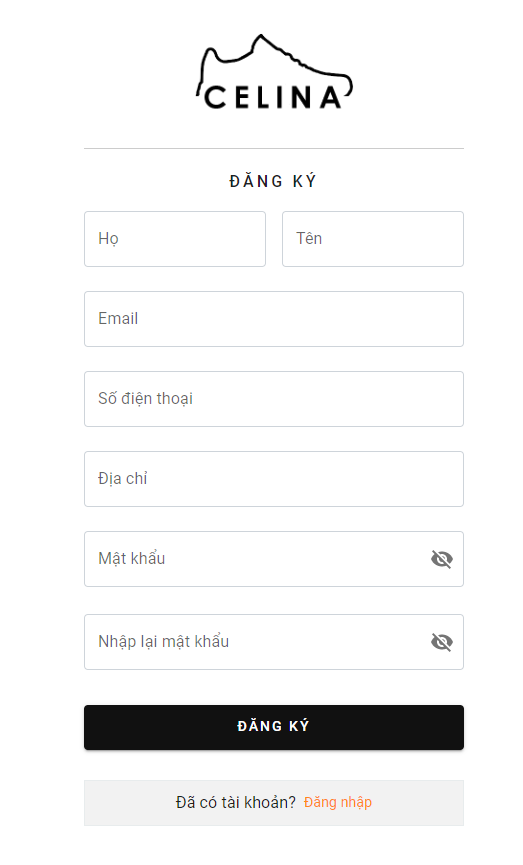 CELINA
ĐĂNG KÝ
Họ
Tên
Email
Số điện thoại
Địa chỉ
Mật khẩu
Nhập lại mật khẩu
ĐĂNG KÝ
Đã có tài khoản? Đăng nhập